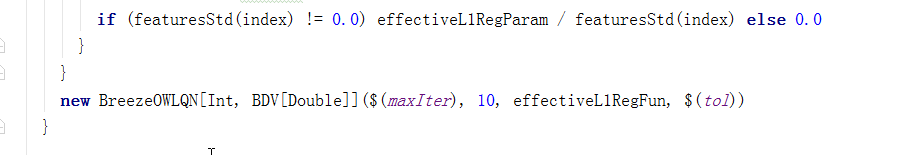 if (featuresStd(index) != 0.0) effectiveL1RegParam / featuresStd(index) else 0.0
}
}
new BreezeOWLQN[Int, BDV[Double]]($(maxIter), 10, effectiveL1RegFun, $(tol))
}